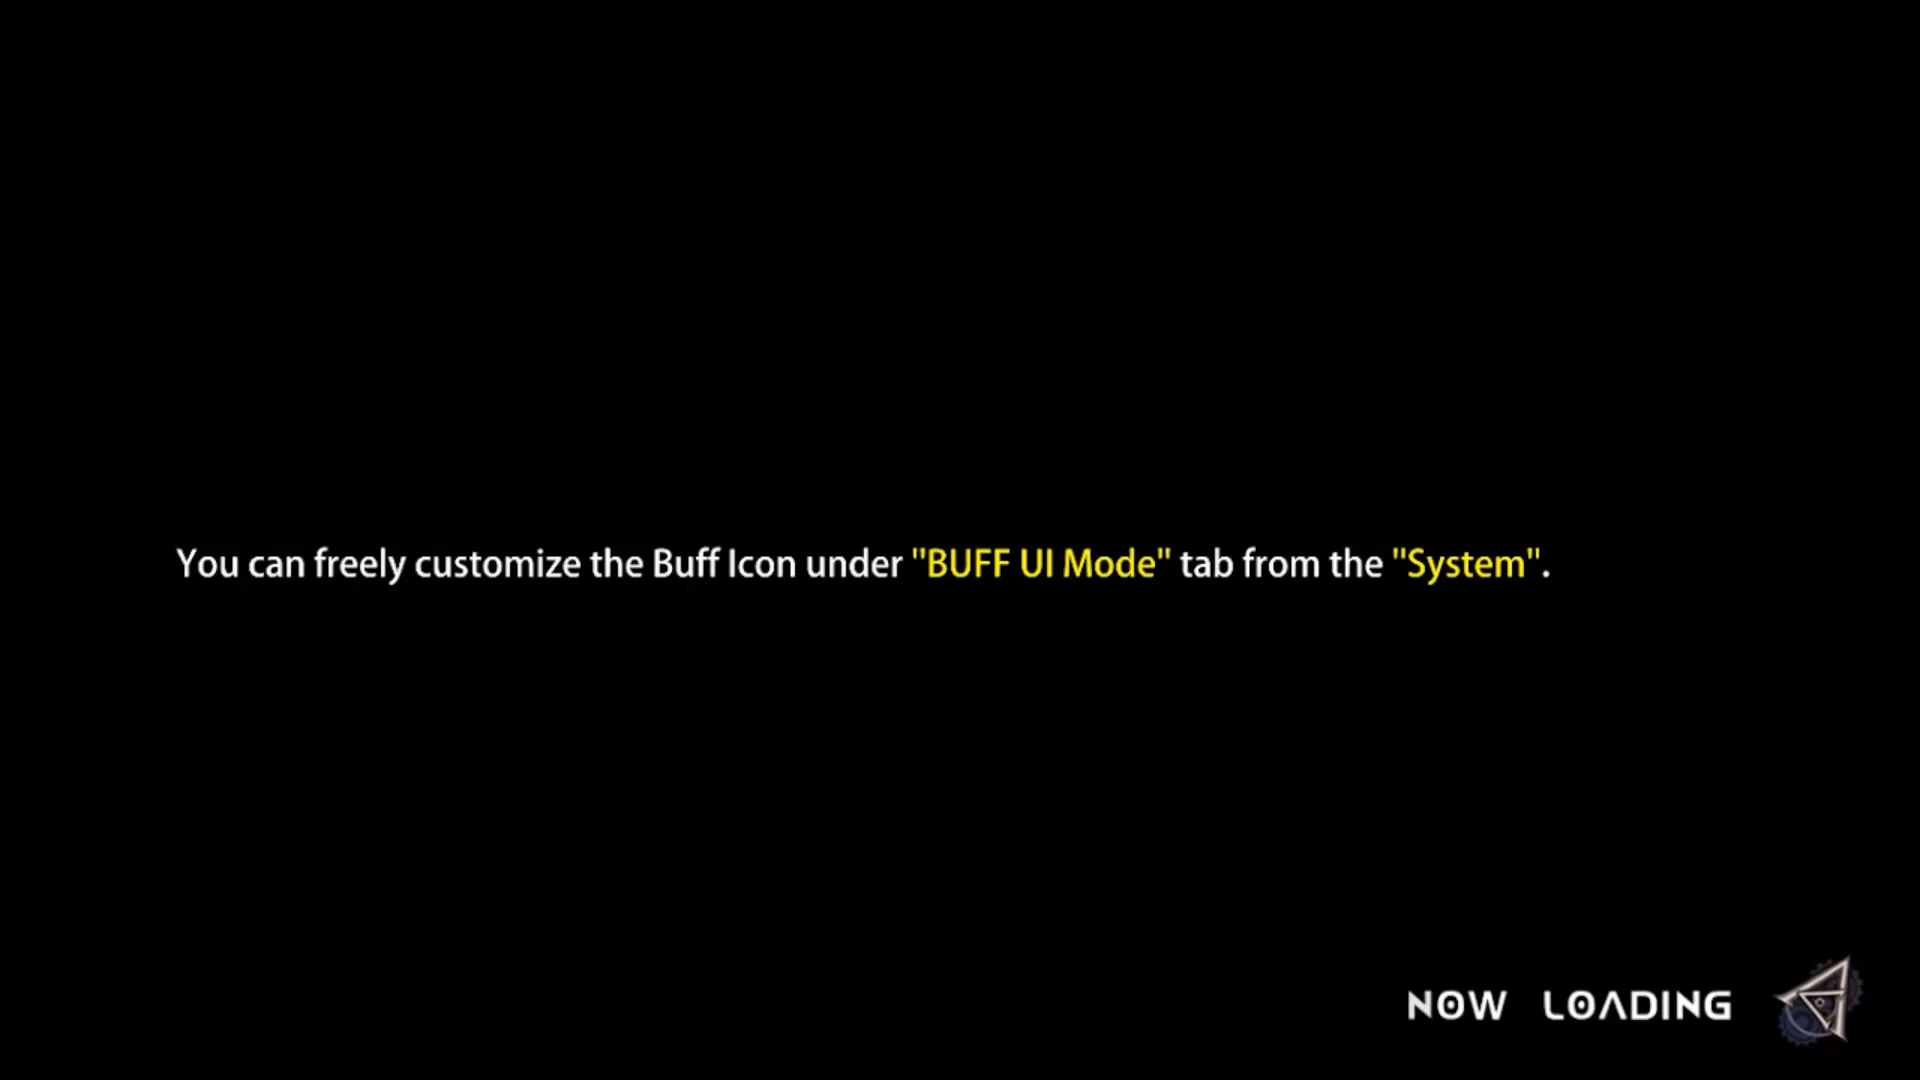 You can freely customize the Buff Icon under "BUFF UI Mode" tab from the "System".
NOW LOADING